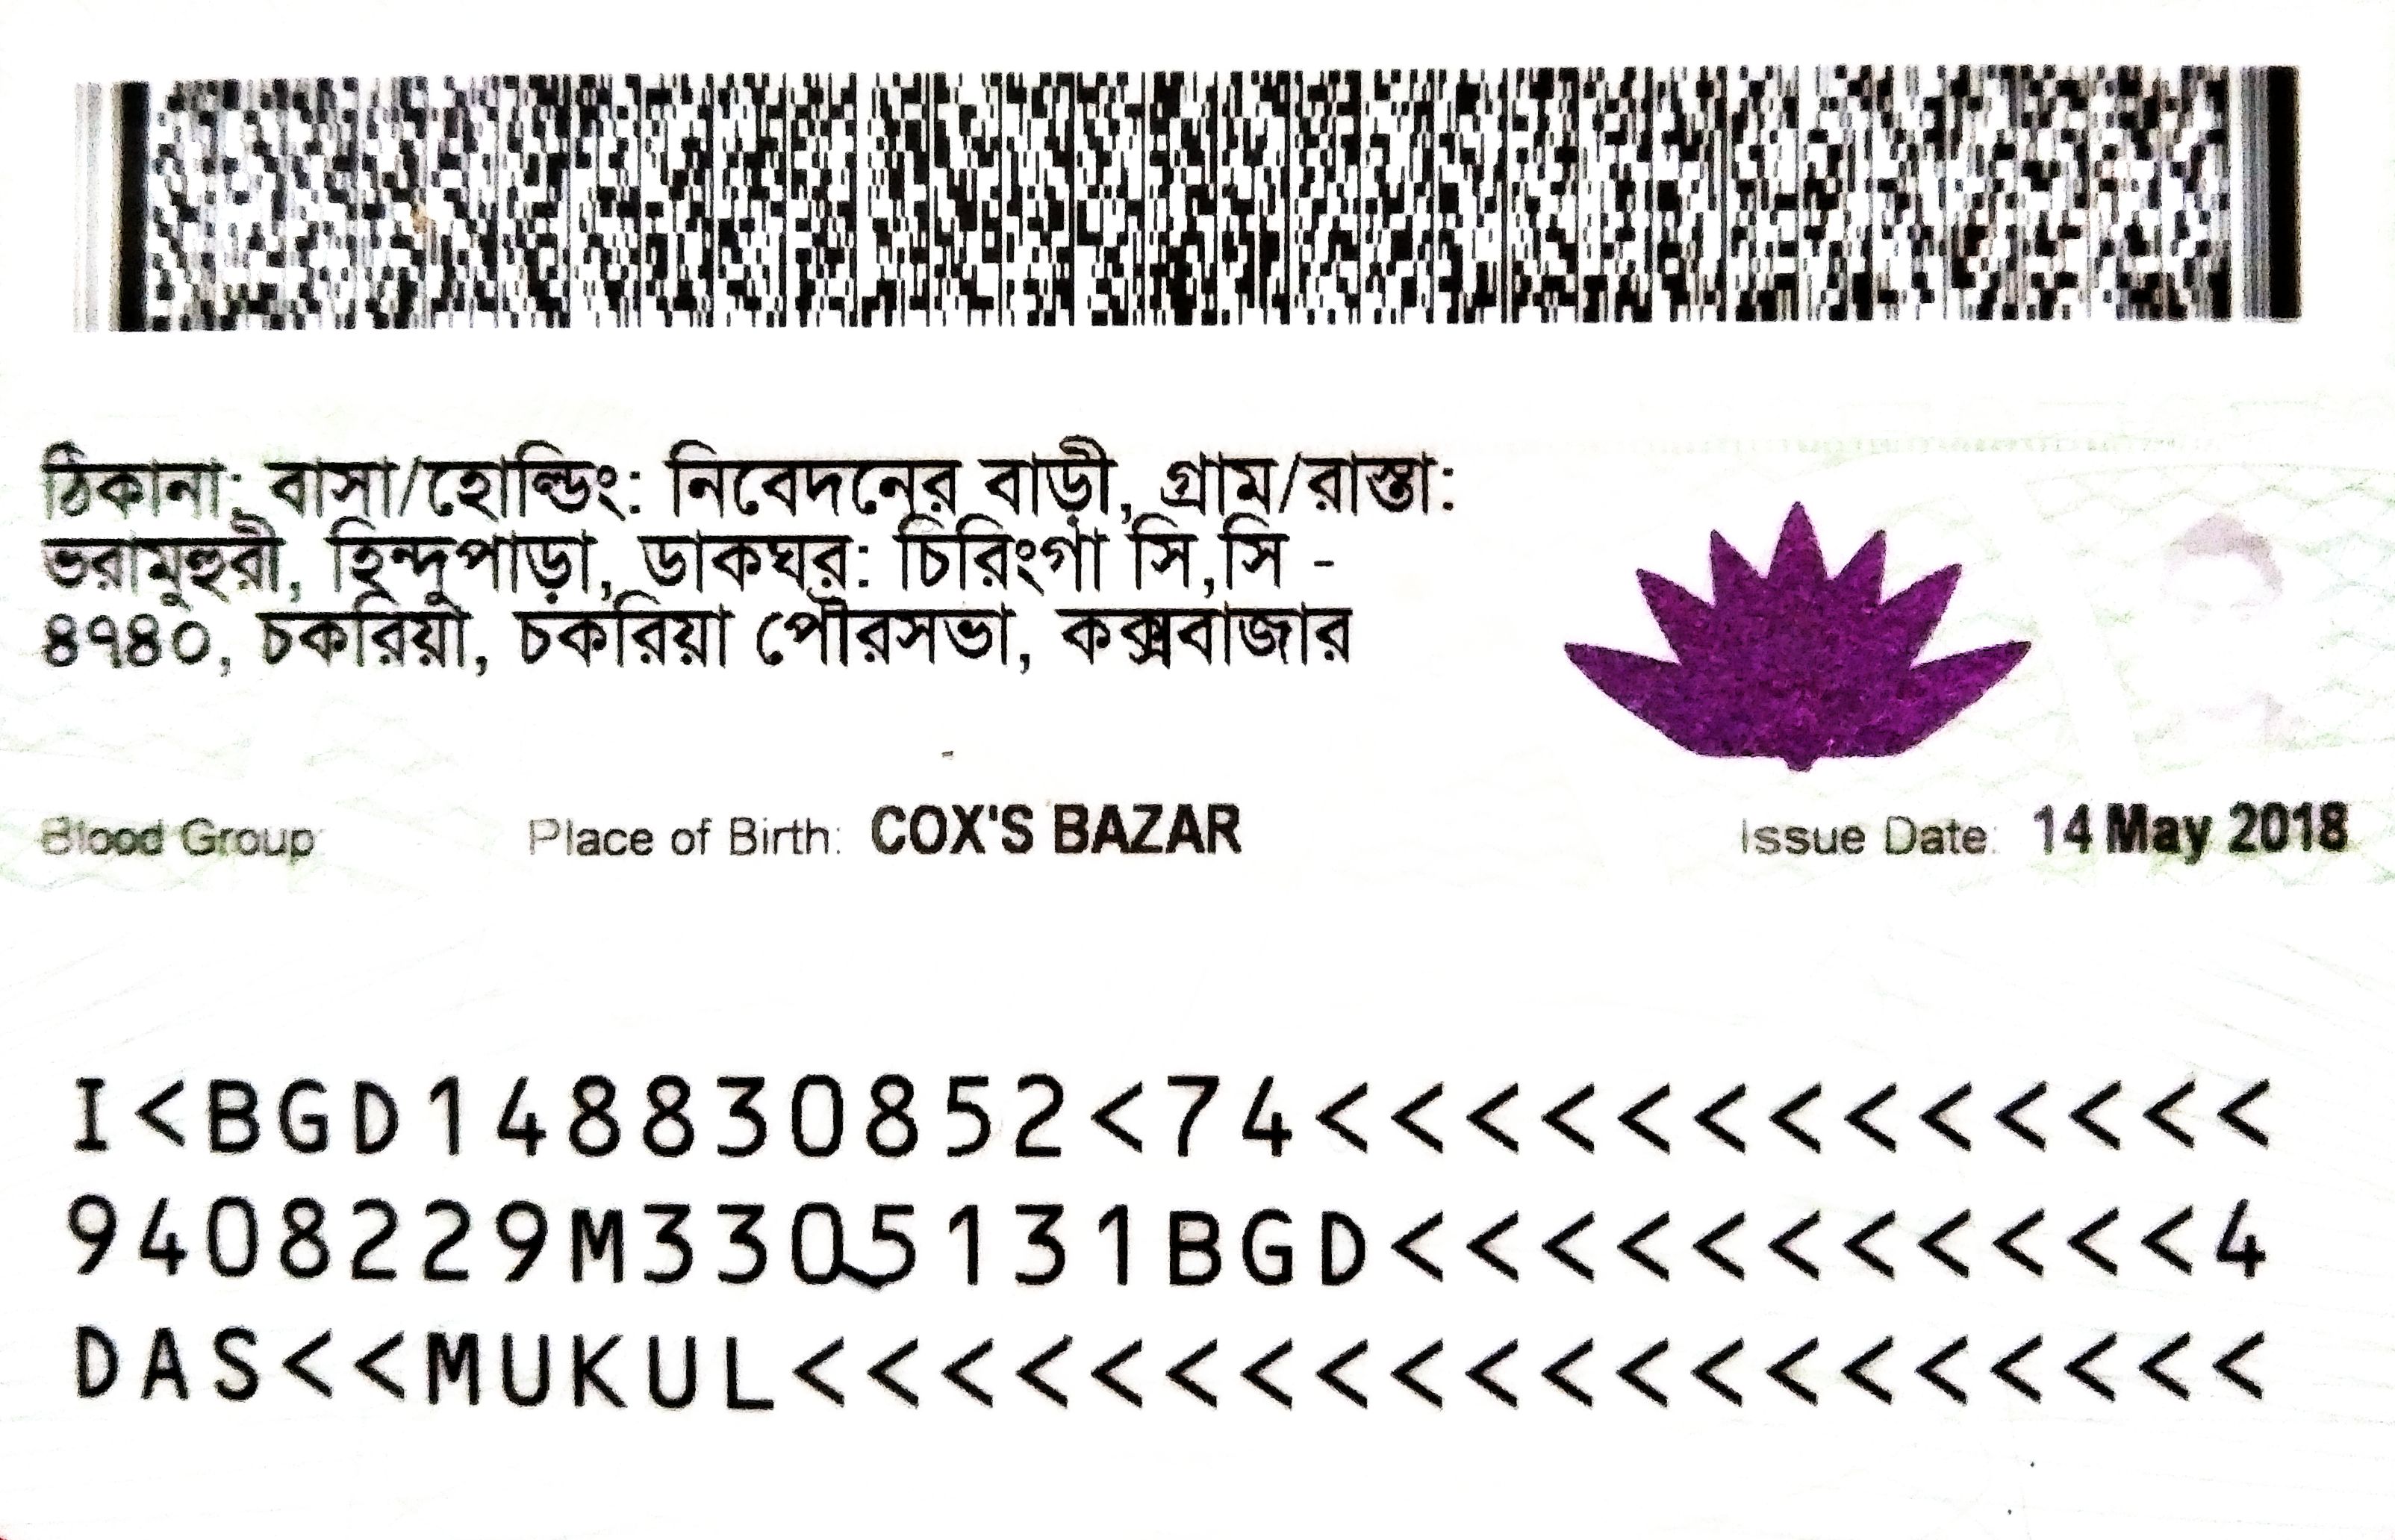 ঠিকানা: বাসা/হোল্ডিং: নিবেদনের বাড়ী, গ্রাম/রাস্তা:
ভরামুহুরী, হিন্দুপাড়া, ডাকঘর: চিরিংগা সি,সি -
৪৭৪০, চকরিয়া, চকরিয়া পৌরসভা, কক্সবাজার
Blood Group: Place of Birth: COX'S BAZAR Issue Date: 14 May 2018
I<BGD148830852<74<<<<<<<<<<<<<
9408229M3305131BGD<<<<<<<<<<<4
DAS<<MUKUL<<<<<<<<<<<<<<<<<<<<